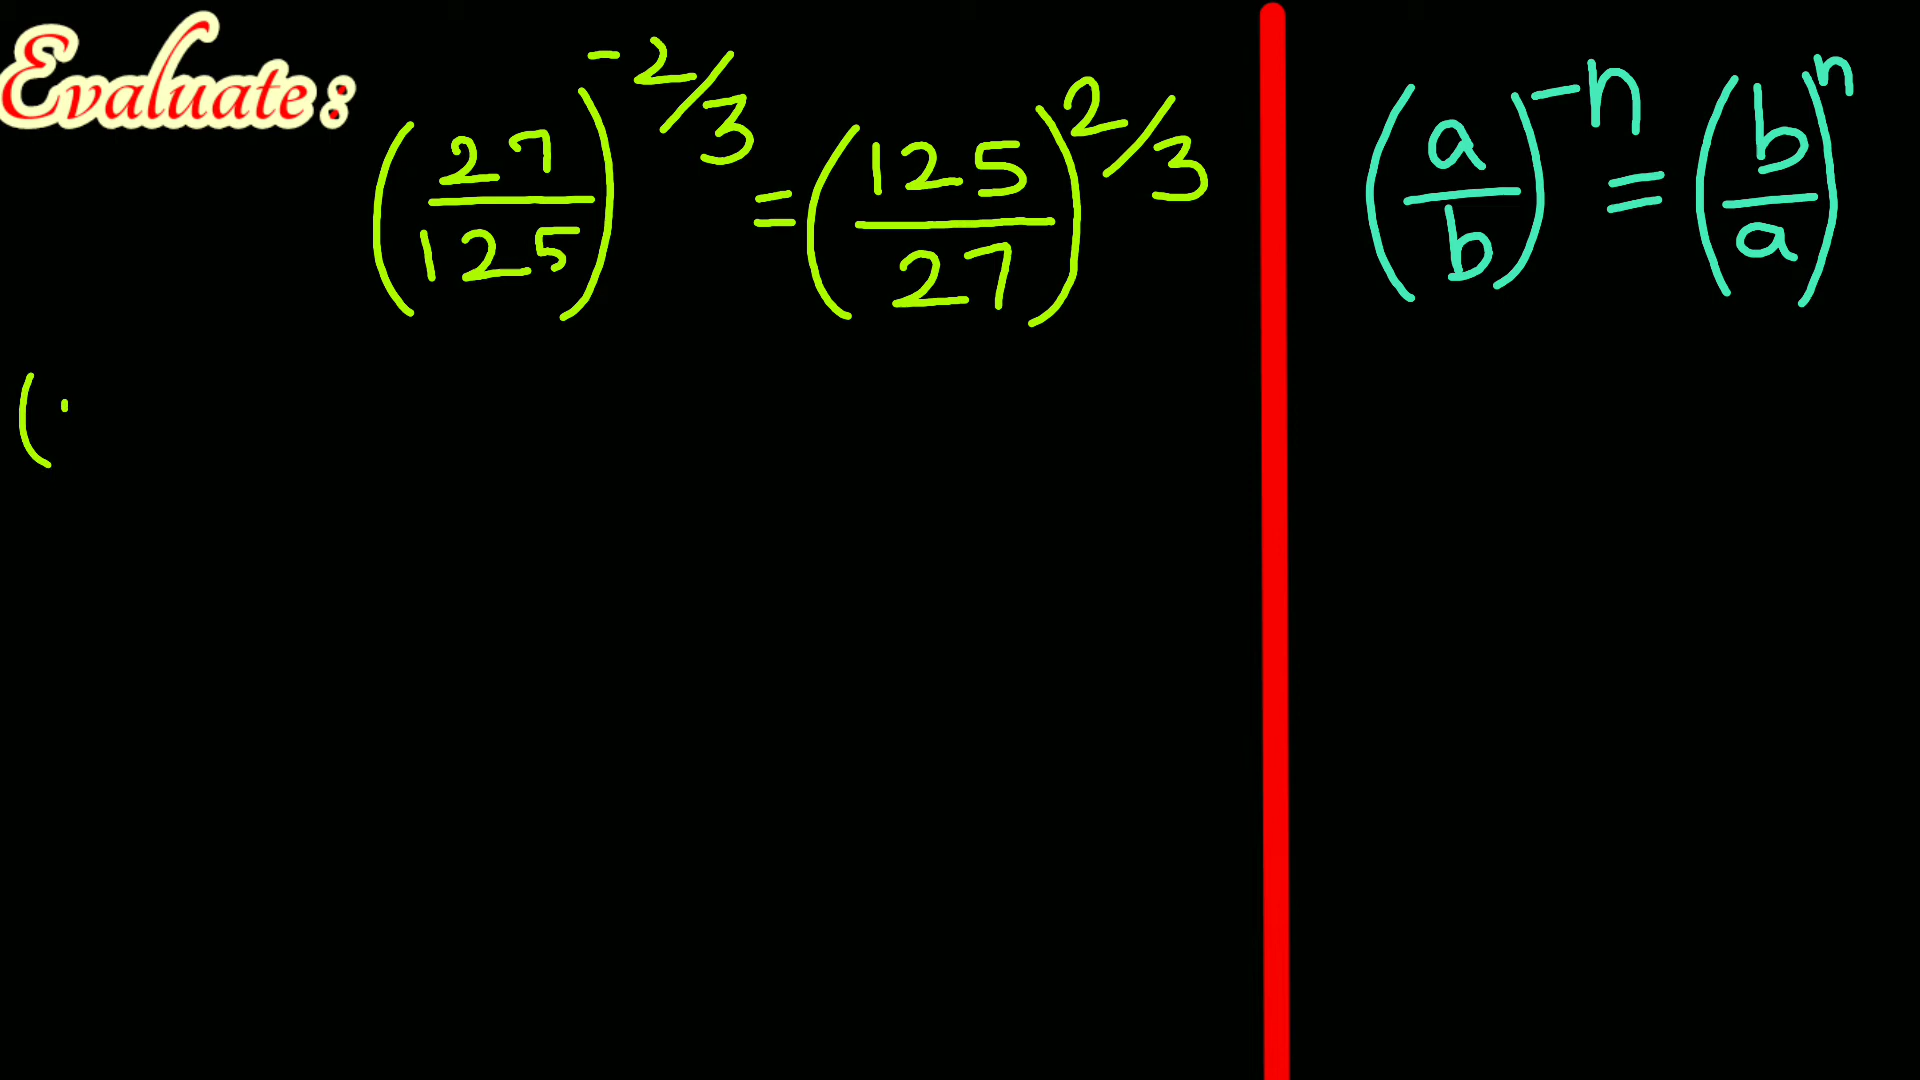 Evaluate:
(27/125)^-2/3 = (125/27)^2/3
(a/b)^-n = (b/a)^n
(